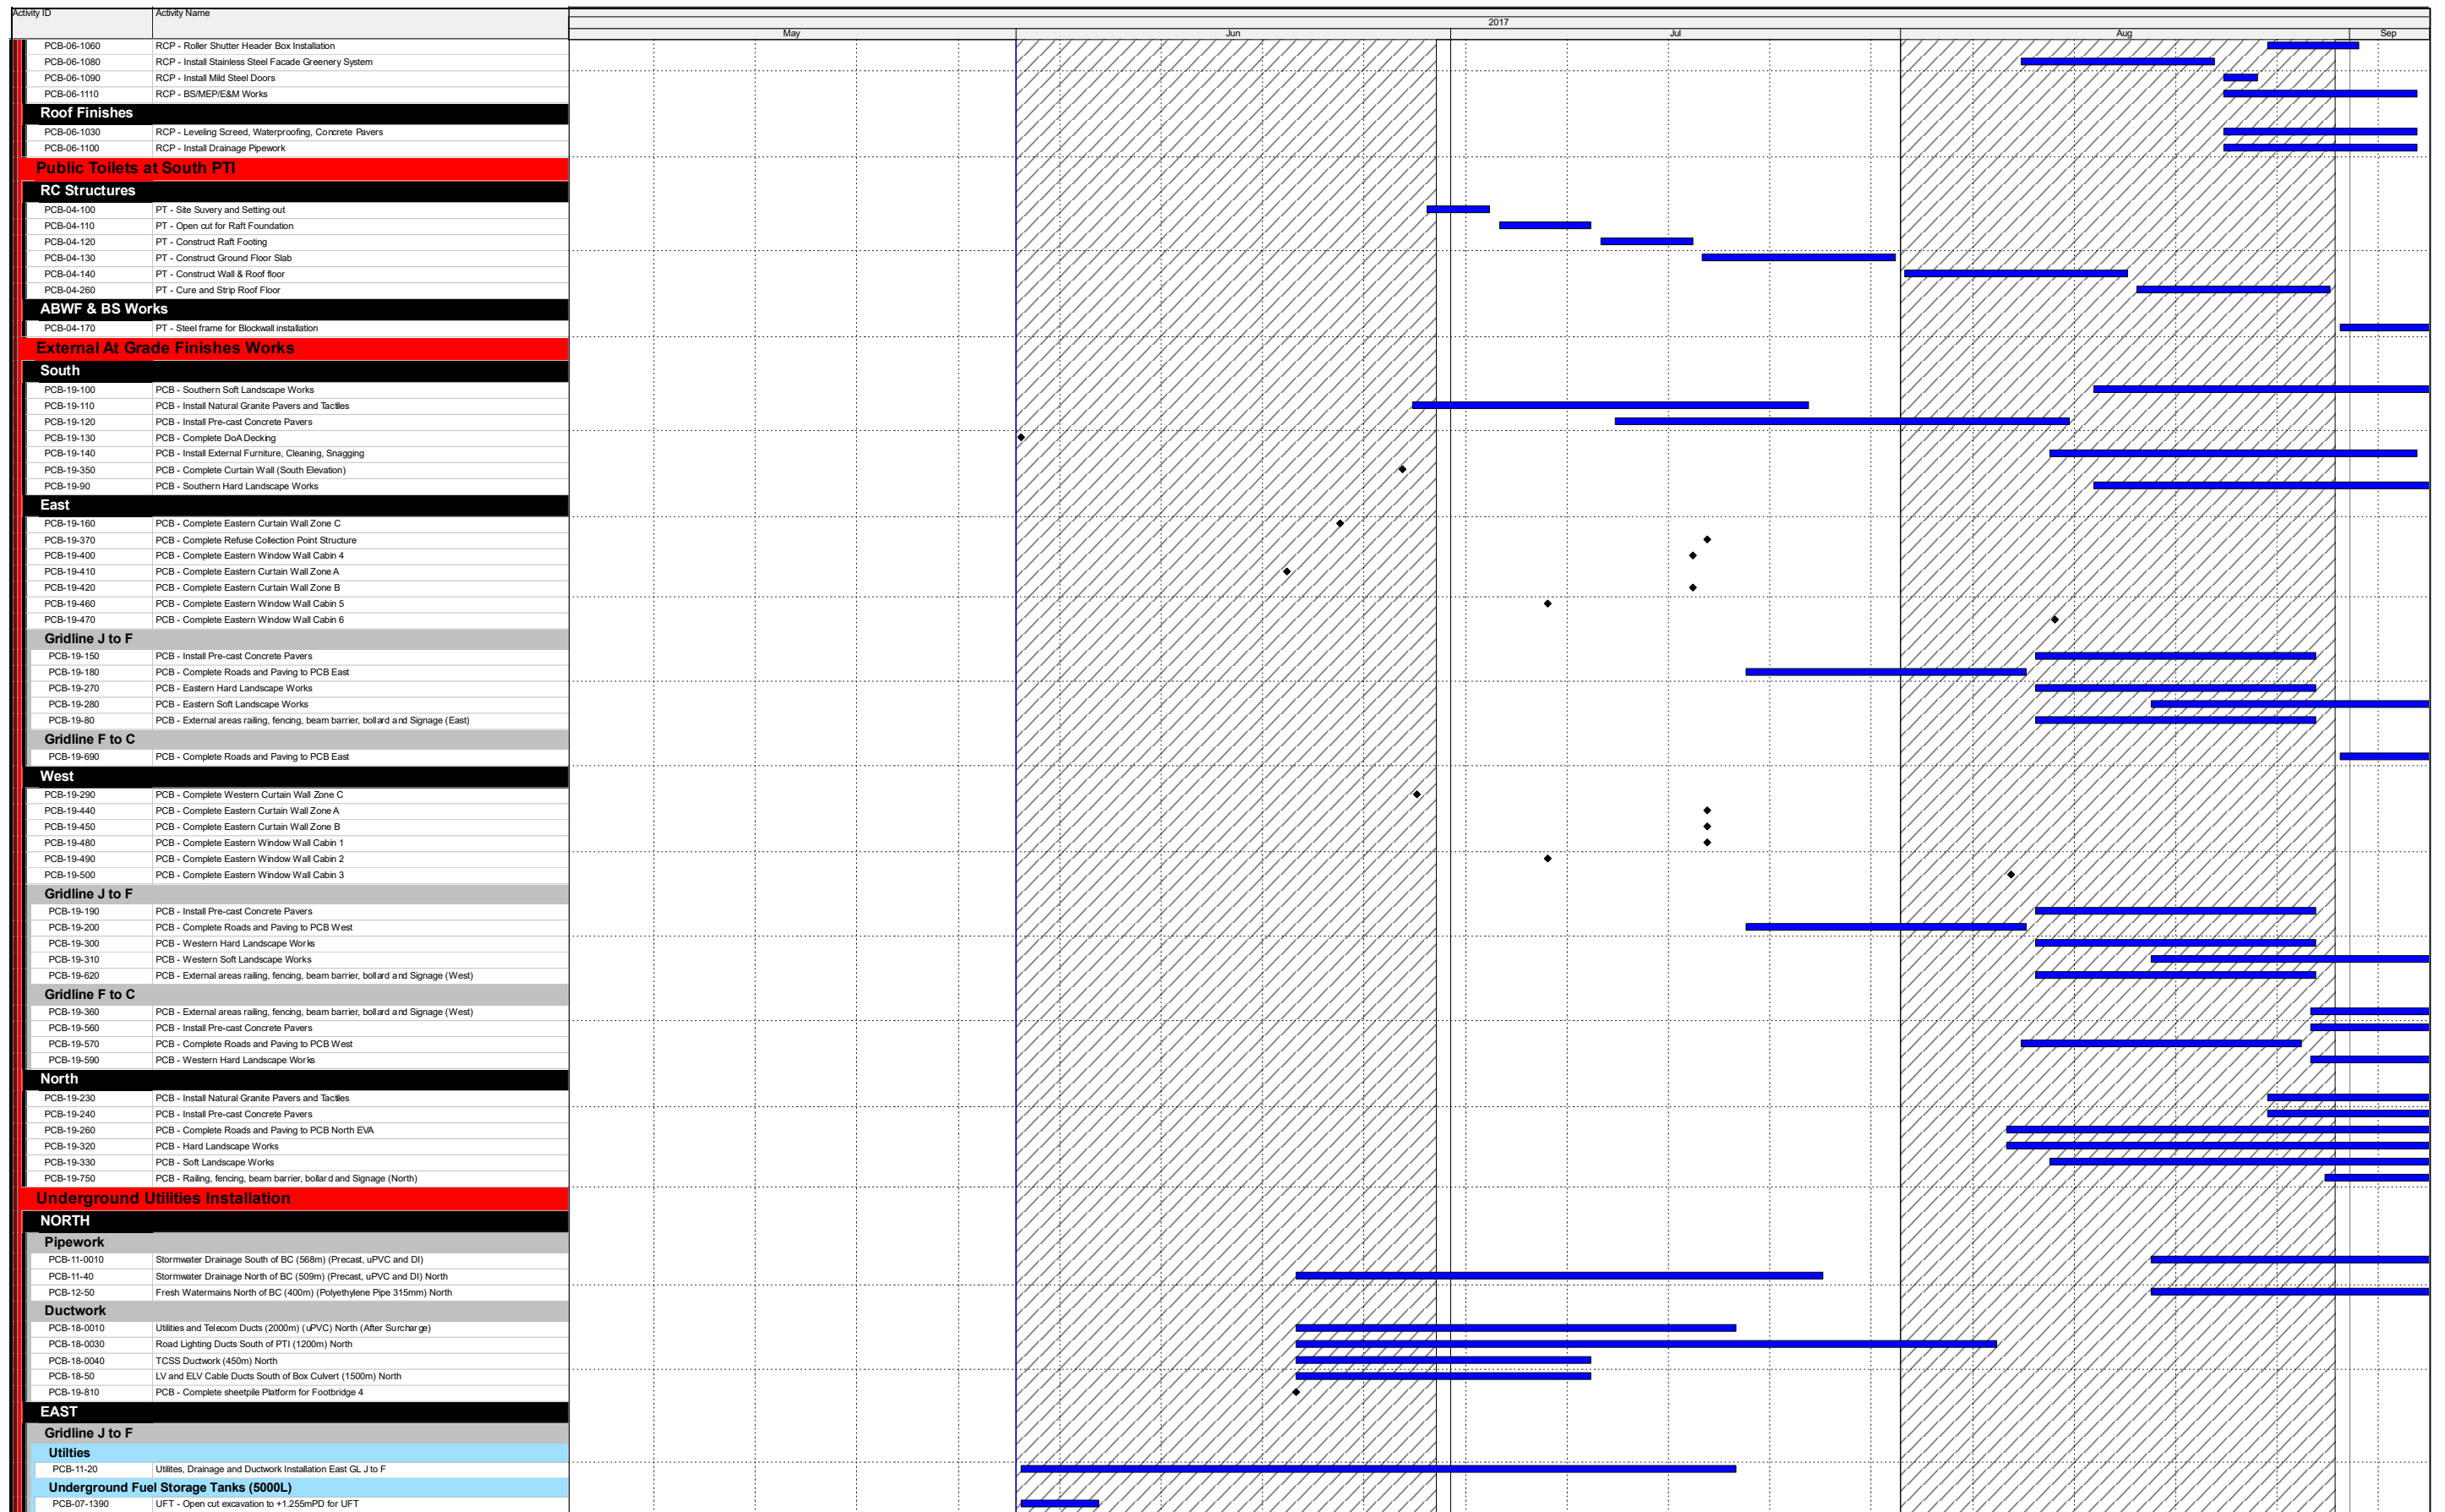 Activity ID Activity Name
2017
May Jun Jul Aug Sep
PCB-06-1060 RCP - Roller Shutter Header Box Installation
PCB-06-1080 RCP - Install Stainless Steel Facade Greenery System
PCB-06-1090 RCP - Install Mild Steel Doors
PCB-06-1110 RCP - BS/MEP/E&M Works
Roof Finishes
PCB-06-1030 RCP - Leveling Screed, Waterproofing, Concrete Pavers
PCB-06-1100 RCP - Install Drainage Pipework
Public Toilets at South PTI
RC Structures
PCB-04-100 PT - Site Suvery and Setting out
PCB-04-110 PT - Open cut for Raft Foundation
PCB-04-120 PT - Construct Raft Footing
PCB-04-130 PT - Construct Ground Floor Slab
PCB-04-140 PT - Construct Wall & Roof floor
PCB-04-260 PT - Cure and Strip Roof Floor
ABWF & BS Works
PCB-04-170 PT - Steel frame for Blockwall installation
External At Grade Finishes Works
South
PCB-19-100 PCB - Southern Soft Landscape Works
PCB-19-110 PCB - Install Natural Granite Pavers and Tactiles
PCB-19-120 PCB - Install Pre-cast Concrete Pavers
PCB-19-130 PCB - Complete DoA Decking
PCB-19-140 PCB - Install External Furniture, Cleaning, Snagging
PCB-19-350 PCB - Complete Curtain Wall (South Elevation)
PCB-19-90 PCB - Southern Hard Landscape Works
East
PCB-19-160 PCB - Complete Eastern Curtain Wall Zone C
PCB-19-370 PCB - Complete Refuse Collection Point Structure
PCB-19-400 PCB - Complete Eastern Window Wall Cabin 4
PCB-19-410 PCB - Complete Eastern Curtain Wall Zone A
PCB-19-420 PCB - Complete Eastern Curtain Wall Zone B
PCB-19-460 PCB - Complete Eastern Window Wall Cabin 5
PCB-19-470 PCB - Complete Eastern Window Wall Cabin 6
Gridline J to F
PCB-19-150 PCB - Install Pre-cast Concrete Pavers
PCB-19-180 PCB - Complete Roads and Paving to PCB East
PCB-19-270 PCB - Eastern Hard Landscape Works
PCB-19-280 PCB - Eastern Soft Landscape Works
PCB-19-80 PCB - External areas railing, fencing, beam barrier, bollard and Signage (East)
Gridline F to C
PCB-19-690 PCB - Complete Roads and Paving to PCB East
West
PCB-19-290 PCB - Complete Western Curtain Wall Zone C
PCB-19-440 PCB - Complete Eastern Curtain Wall Zone A
PCB-19-450 PCB - Complete Eastern Curtain Wall Zone B
PCB-19-480 PCB - Complete Eastern Window Wall Cabin 1
PCB-19-490 PCB - Complete Eastern Window Wall Cabin 2
PCB-19-500 PCB - Complete Eastern Window Wall Cabin 3
Gridline J to F
PCB-19-190 PCB - Install Pre-cast Concrete Pavers
PCB-19-200 PCB - Complete Roads and Paving to PCB West
PCB-19-300 PCB - Western Hard Landscape Works
PCB-19-310 PCB - Western Soft Landscape Works
PCB-19-620 PCB - External areas railing, fencing, beam barrier, bollard and Signage (West)
Gridline F to C
PCB-19-360 PCB - External areas railing, fencing, beam barrier, bollard and Signage (West)
PCB-19-560 PCB - Install Pre-cast Concrete Pavers
PCB-19-570 PCB - Complete Roads and Paving to PCB West
PCB-19-590 PCB - Western Hard Landscape Works
North
PCB-19-230 PCB - Install Natural Granite Pavers and Tactiles
PCB-19-240 PCB - Install Pre-cast Concrete Pavers
PCB-19-260 PCB - Complete Roads and Paving to PCB North EVA
PCB-19-320 PCB - Hard Landscape Works
PCB-19-330 PCB - Soft Landscape Works
PCB-19-750 PCB - Railing, fencing, beam barrier, bollard and Signage (North)
Underground Utilities Installation
NORTH
Pipework
PCB-11-0010 Stormwater Drainage South of BC (568m) (Precast, uPVC and DI)
PCB-11-40 Stormwater Drainage North of BC (509m) (Precast, uPVC and DI) North
PCB-12-50 Fresh Watermains North of BC (400m) (Polyethylene Pipe 315mm) North
Ductwork
PCB-18-0010 Utilities and Telecom Ducts (2000m) (uPVC) North (After Surcharge)
PCB-18-0030 Road Lighting Ducts South of PTI (1200m) North
PCB-18-0040 TCSS Ductwork (450m) North
PCB-18-50 LV and ELV Cable Ducts South of Box Culvert (1500m) North
PCB-19-810 PCB - Complete sheetpile Platform for Footbridge 4
EAST
Gridline J to F
Utilties
PCB-11-20 Utilites, Drainage and Ductwork Installation East GL J to F
Underground Fuel Storage Tanks (5000L)
PCB-07-1390 UFT - Open cut excavation to +1.255mPD for UFT